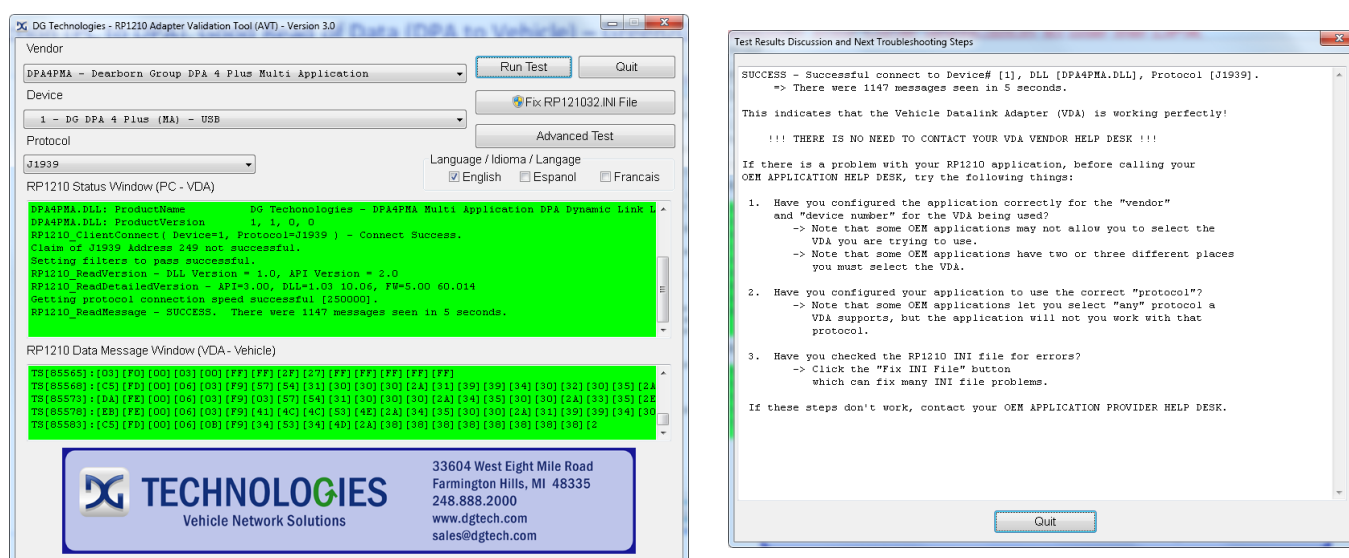 DG Technologies - RP1210 Adapter Validation Tool (AVT) - Version 3.0
Vendor
DPA4PMA - Dearborn Group DPA 4 Plus Multi Application
Run Test
Quit
Device
Fix RP121032.INI File
1 - DG DPA 4 Plus (MA) - USB
Protocol
Advanced Test
J1939
Language / Idioma / Langage
English
Espanol
Francais
RP1210 Status Window (PC - VDA)
DPA4PMA.DLL: ProductName DG Techonologies - DPA4PMA Multi Application DPA Dynamic Link L
DPA4PMA.DLL: ProductVersion 1, 1, 0, 0
RP1210_ClientConnect( Device=1, Protocol=J1939 ) - Connect Success.
Claim of J1939 Address 249 not successful.
Setting filters to pass successful.
RP1210_ReadVersion - DLL Version = 1.0, API Version = 2.0
RP1210_ReadDetailedVersion - API=3.00, DLL=1.03 10.06, FW=5.00 60.014
Getting protocol connection speed successful [250000].
RP1210_ReadMessage - SUCCESS. There were 1147 messages seen in 5 seconds.
RP1210 Data Message Window (VDA - Vehicle)
TS[85565]:[03][F0][00][03][00][FF][FF][2F][27][FF][FF][FF][FF][FF]
TS[85568]:[C5][FD][00][06][03][F9][57][54][31][30][30][30][2A][31][39][39][34][30][32][30][35][2A
TS[85573]:[DA][FE][00][06][03][F9][03][57][54][31][30][30][30][2A][34][35][30][30][2A][33][35][2E
TS[85578]:[EB][FE][00][06][03][F9][41][4C][4C][53][4E][2A][34][35][30][30][2A][31][39][39][34][30
TS[85583]:[C5][FD][00][06][0B][F9][34][53][34][4D][2A][38][38][38][38][38][38][38][38][2
DG TECHNOLOGIES
Vehicle Network Solutions
33604 West Eight Mile Road
Farmington Hills, MI 48335
248.888.2000
www.dgtech.com
sales@dgtech.com
Test Results Discussion and Next Troubleshooting Steps
SUCCESS - Successful connect to Device# [1], DLL [DPA4PMA.DLL], Protocol [J1939].
=> There were 1147 messages seen in 5 seconds.
This indicates that the Vehicle Datalink Adapter (VDA) is working perfectly!
!!! THERE IS NO NEED TO CONTACT YOUR VDA VENDOR HELP DESK !!!
If there is a problem with your RP1210 application, before calling your
OEM APPLICATION HELP DESK, try the following things:
1. Have you configured the application correctly for the "vendor"
and "device number" for the VDA being used?
-> Note that some OEM applications may not allow you to select the
VDA you are trying to use.
-> Note that some OEM applications have two or three different places
you must select the VDA.
2. Have you configured your application to use the correct "protocol"?
-> Note that some OEM applications let you select "any" protocol a
VDA supports, but the application will not you work with that
protocol.
3. Have you checked the RP1210 INI file for errors?
-> Click the "Fix INI File" button
which can fix many INI file problems.
If these steps don't work, contact your OEM APPLICATION PROVIDER HELP DESK.
Quit